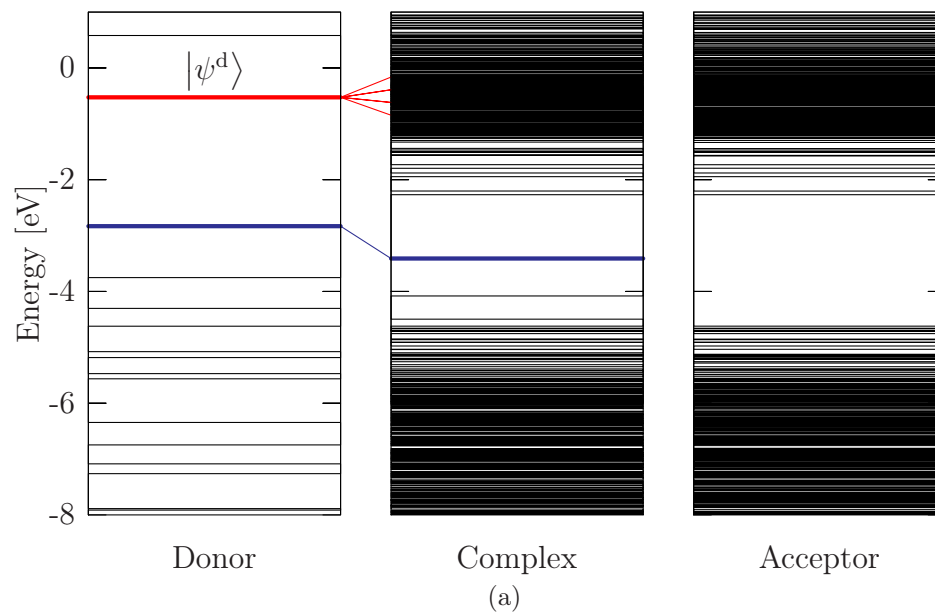 |ψᵈ⟩
0
-2
-4
-6
-8
Energy [eV]
Donor
Complex
Acceptor
(a)